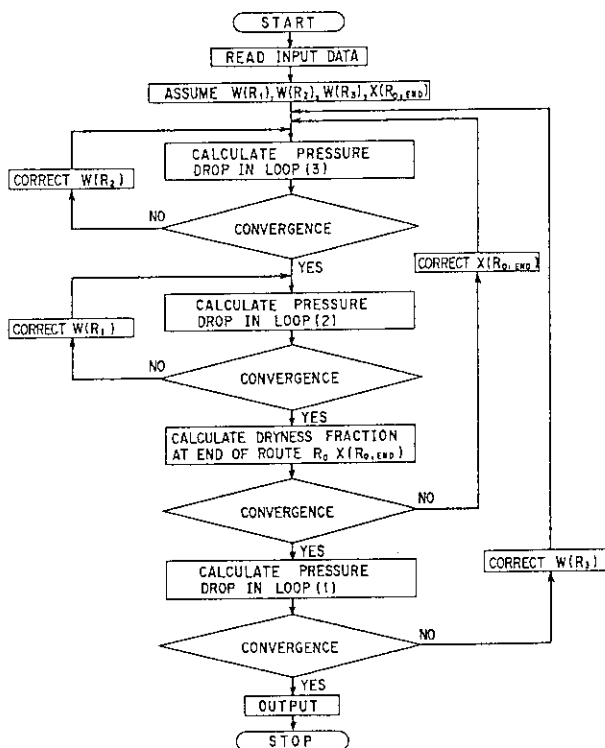 START
READ INPUT DATA
ASSUME W(R₁), W(R₂), W(R₃), X(R₀,END)
CALCULATE PRESSURE
DROP IN LOOP (3)
CORRECT W(R₂)
NO
CONVERGENCE
YES
CORRECT X(R₀,END)
CALCULATE PRESSURE
DROP IN LOOP (2)
CORRECT W(R₁)
NO
CONVERGENCE
YES
CALCULATE DRYNESS FRACTION
AT END OF ROUTE R₀ X(R₀,END)
NO
CONVERGENCE
YES
CALCULATE PRESSURE
DROP IN LOOP (1)
CORRECT W(R₃)
NO
CONVERGENCE
YES
OUTPUT
STOP